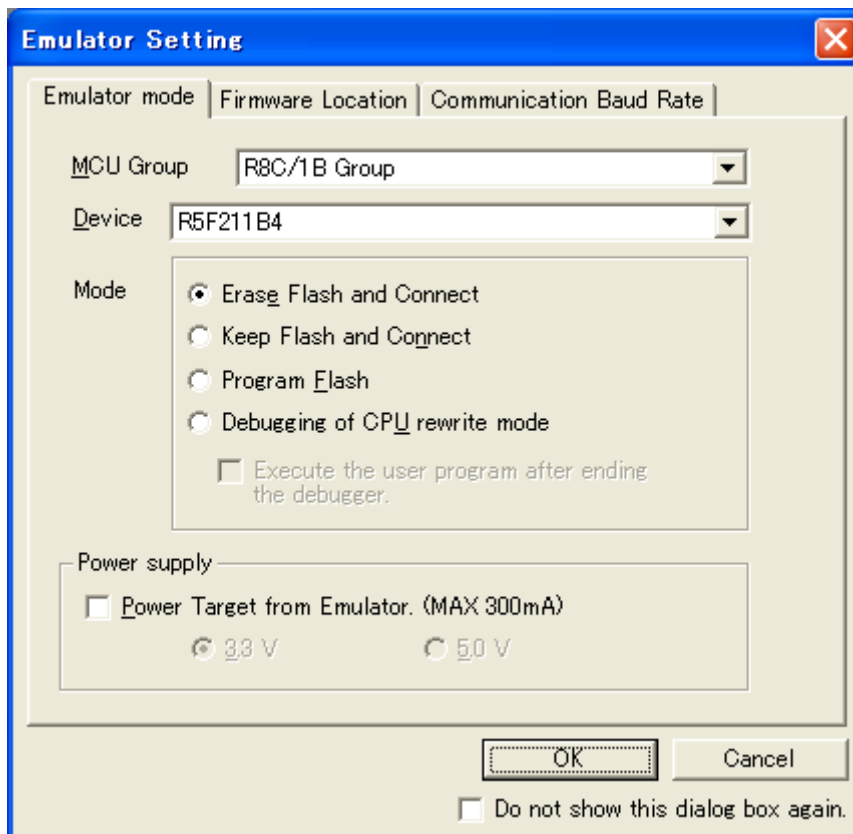 Emulator Setting
Emulator mode
Firmware Location
Communication Baud Rate
MCU Group
R8C/1B Group
Device
R5F211B4
Mode
Erase Flash and Connect
Keep Flash and Connect
Program Flash
Debugging of CPU rewrite mode
Execute the user program after ending
the debugger.
Power supply
Power Target from Emulator. (MAX 300mA)
3.3 V
5.0 V
OK
Cancel
Do not show this dialog box again.